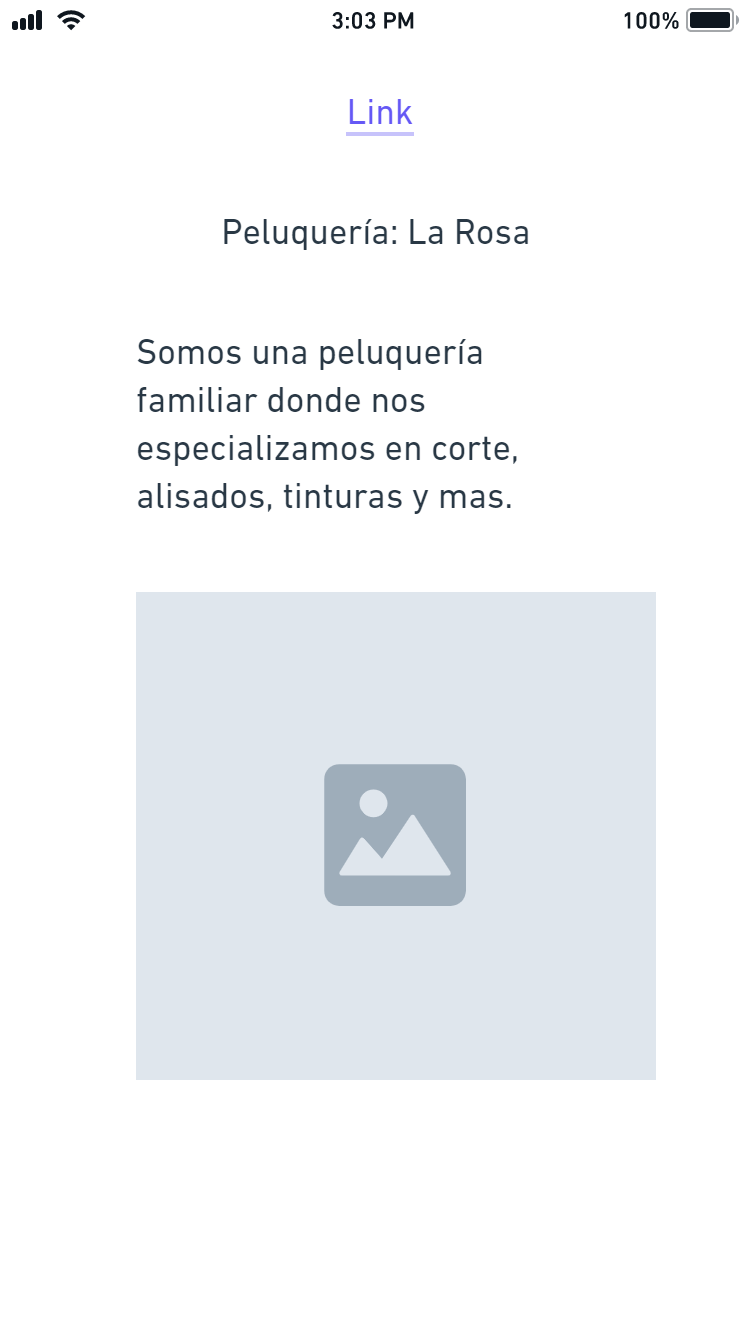 3:03 PM 100%
Link
Peluquería: La Rosa
Somos una peluquería
familiar donde nos
especializamos en corte,
alisados, tinturas y mas.